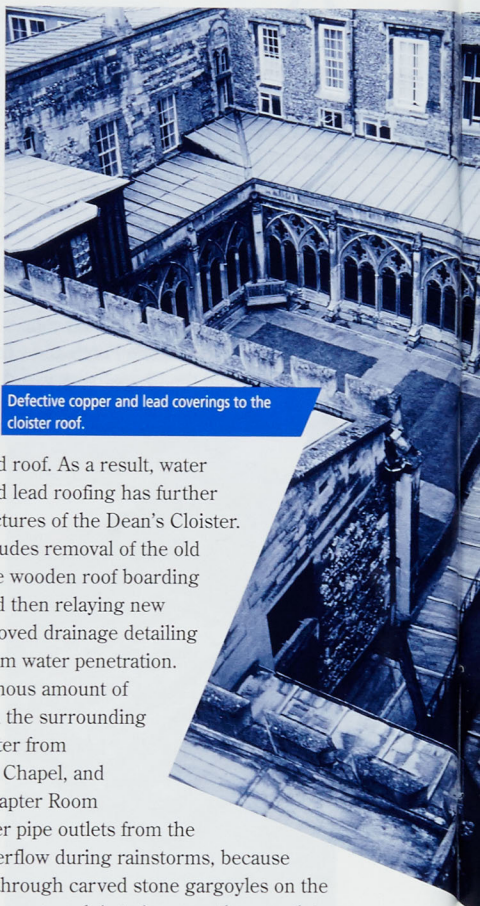 Defective copper and lead coverings to the
cloister roof.
d roof. As a result, water
d lead roofing has further
ctures of the Dean's Cloister.
udes removal of the old
e wooden roof boarding
d then relaying new
oved drainage detailing
m water penetration.
nous amount of
the surrounding
ter from
Chapel, and
apter Room
er pipe outlets from the
erflow during rainstorms, because
through carved stone gargoyles on the